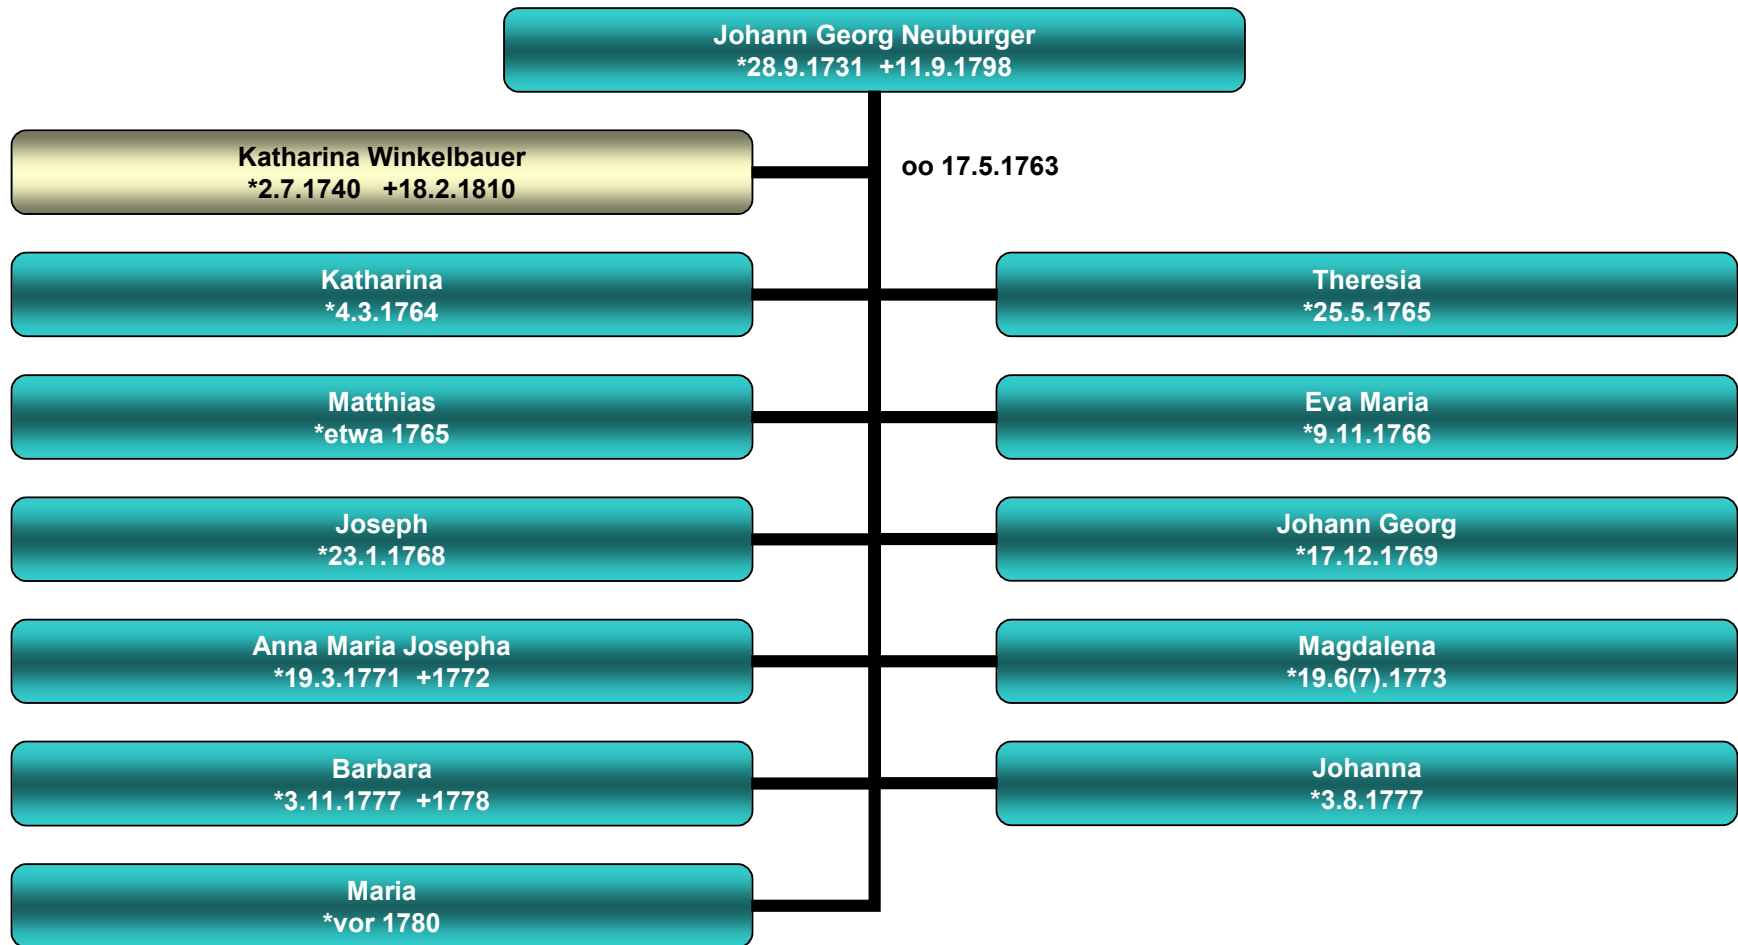 Johann Georg Neuburger
*28.9.1731 +11.9.1798
Katharina Winkelbauer
*2.7.1740 +18.2.1810
oo 17.5.1763
Katharina
*4.3.1764
Theresia
*25.5.1765
Matthias
*etwa 1765
Eva Maria
*9.11.1766
Joseph
*23.1.1768
Johann Georg
*17.12.1769
Anna Maria Josepha
*19.3.1771 +1772
Magdalena
*19.6(7).1773
Barbara
*3.11.1777 +1778
Johanna
*3.8.1777
Maria
*vor 1780